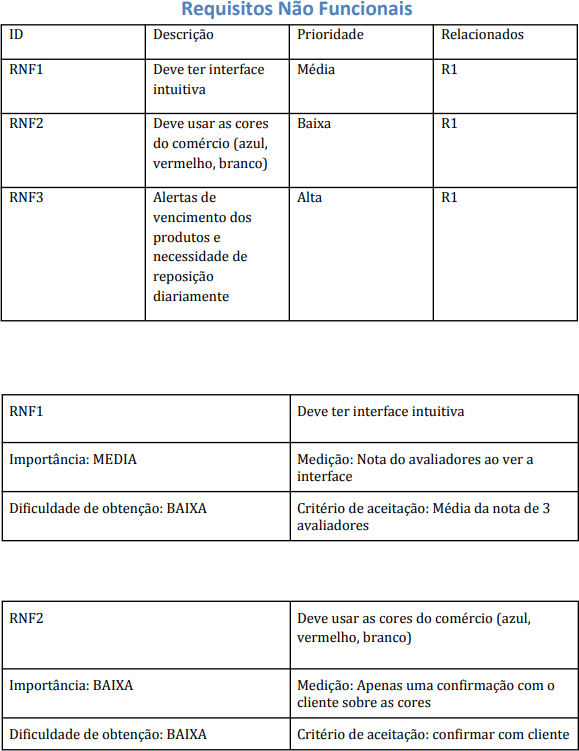 Requisitos Não Funcionais
ID Descrição Prioridade Relacionados
RNF1 Deve ter interface Média R1
intuitiva
RNF2 Deve usar as cores Baixa R1
do comércio (azul,
vermelho, branco)
RNF3 Alertas de Alta R1
vencimento dos
produtos e
necessidade de
reposição
diariamente
RNF1 Deve ter interface intuitiva
Importância: MEDIA Medição: Nota do avaliadores ao ver a
interface
Dificuldade de obtenção: BAIXA Critério de aceitação: Média da nota de 3
avaliadores
RNF2 Deve usar as cores do comércio (azul,
vermelho, branco)
Importância: BAIXA Medição: Apenas uma confirmação com o
cliente sobre as cores
Dificuldade de obtenção: BAIXA Critério de aceitação: confirmar com cliente